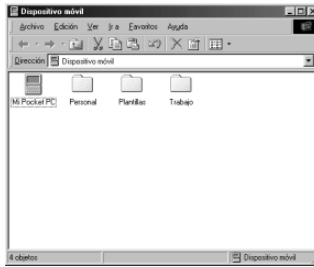 Dispositivo móvil
Archivo Edición Ver Ir a Favoritos Ayuda
Dirección Dispositivo móvil
Mi Pocket PC Personal Plantillas Trabajo
4 objetos Dispositivo móvil